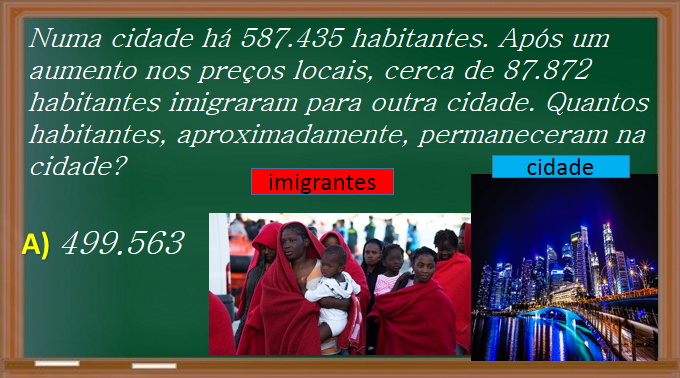 Numa cidade há 587.435 habitantes. Após um
aumento nos preços locais, cerca de 87.872
habitantes imigraram para outra cidade. Quantos
habitantes, aproximadamente, permaneceram na
cidade?
imigrantes
cidade
A) 499.563